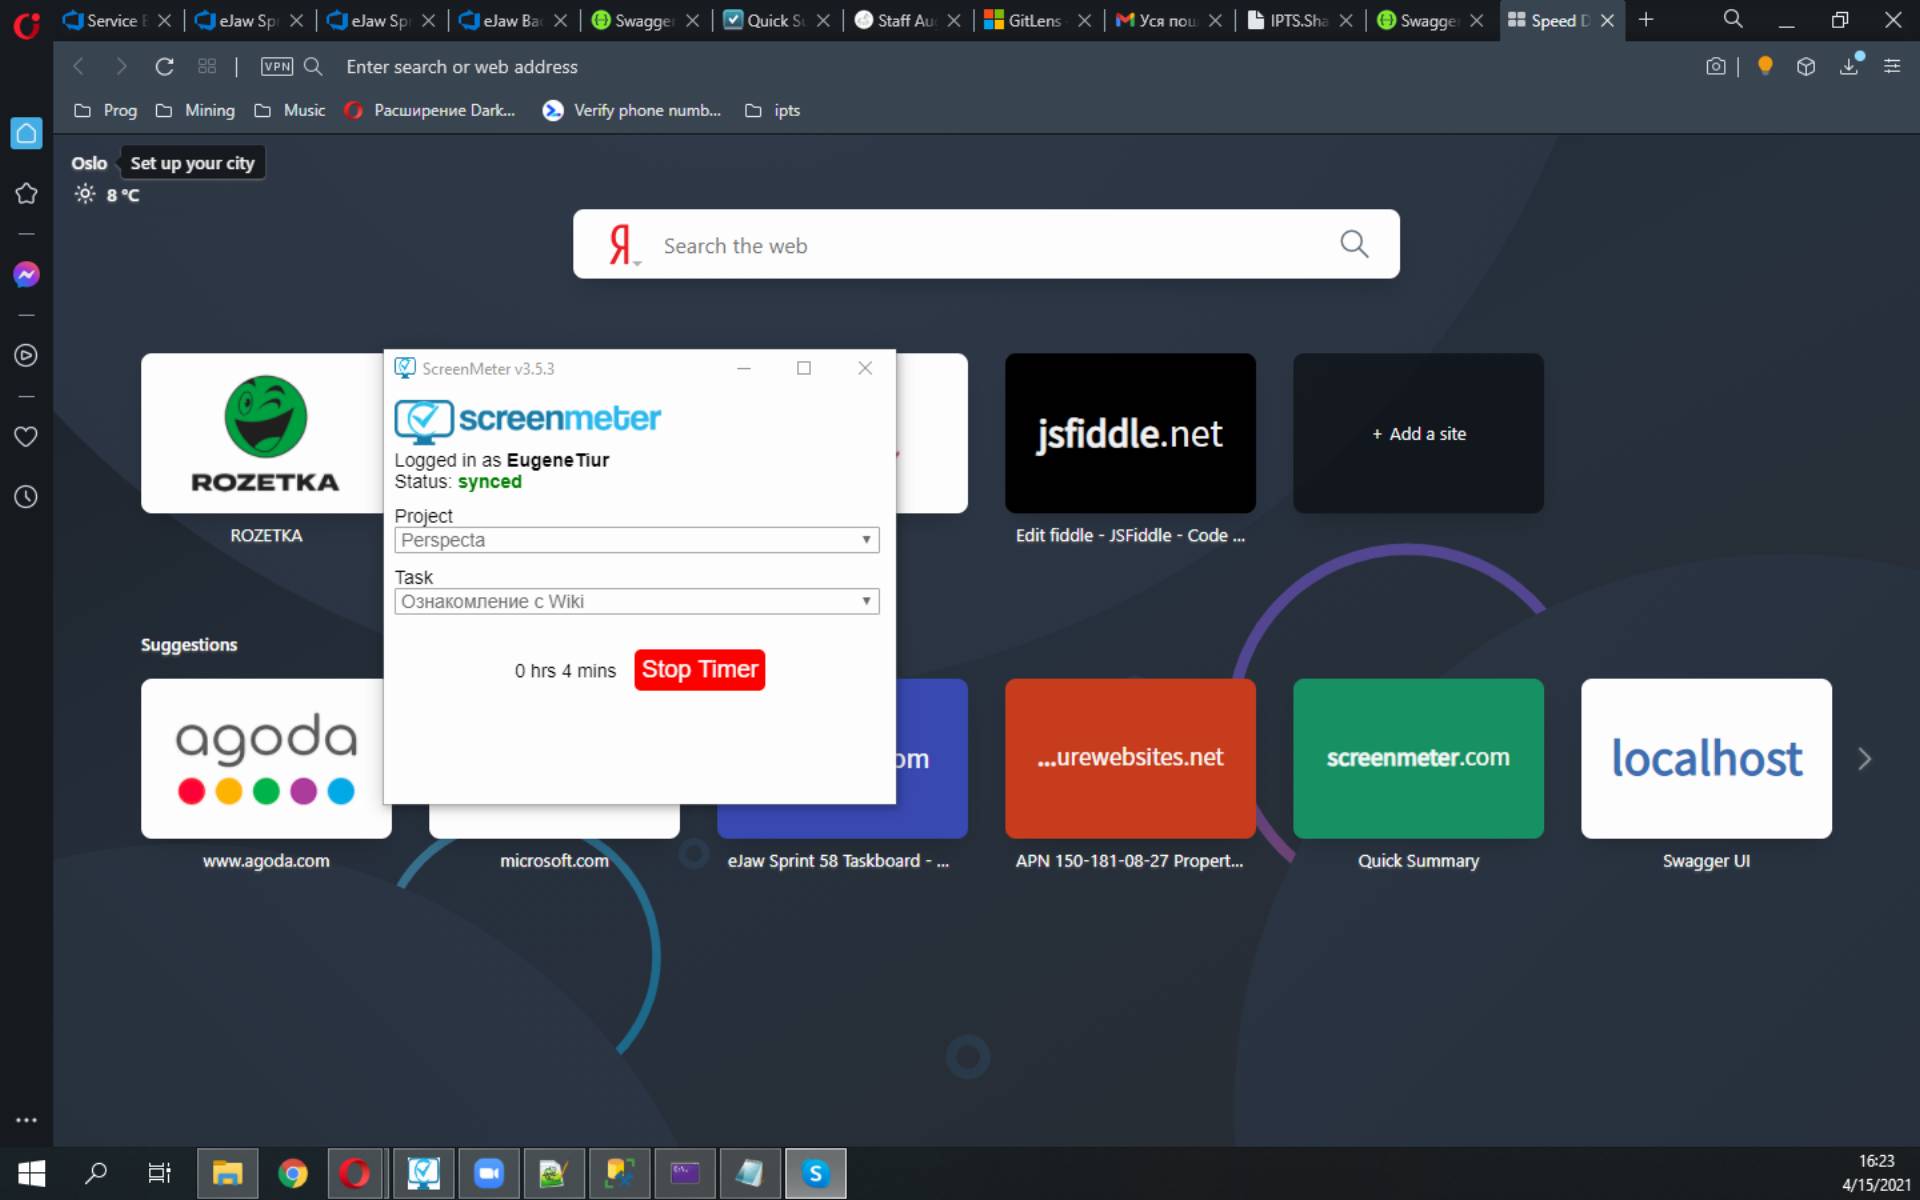 Service
eJaw Sp
eJaw Sp
eJaw Ba
Swagger
Quick Su
Staff Au
GitLens
Уся пош
IPTS.Sha
Swagger
Speed D
VPN
Enter search or web address
Prog
Mining
Music
Расширение Dark...
Verify phone numb...
ipts
Oslo
Set up your city
8 °C
Я
Search the web
ScreenMeter v3.5.3
screenmeter
Logged in as EugeneTiur
Status: synced
Project
Perspecta
Task
Ознакомление с Wiki
0 hrs 4 mins
Stop Timer
ROZETKA
ROZETKA
jsfiddle.net
Edit fiddle - JSFiddle - Code ...
+ Add a site
Suggestions
agoda
www.agoda.com
microsoft.com
om
eJaw Sprint 58 Taskboard - ...
...urewebsites.net
APN 150-181-08-27 Propert...
screenmeter.com
Quick Summary
localhost
Swagger UI
16:23
4/15/2021